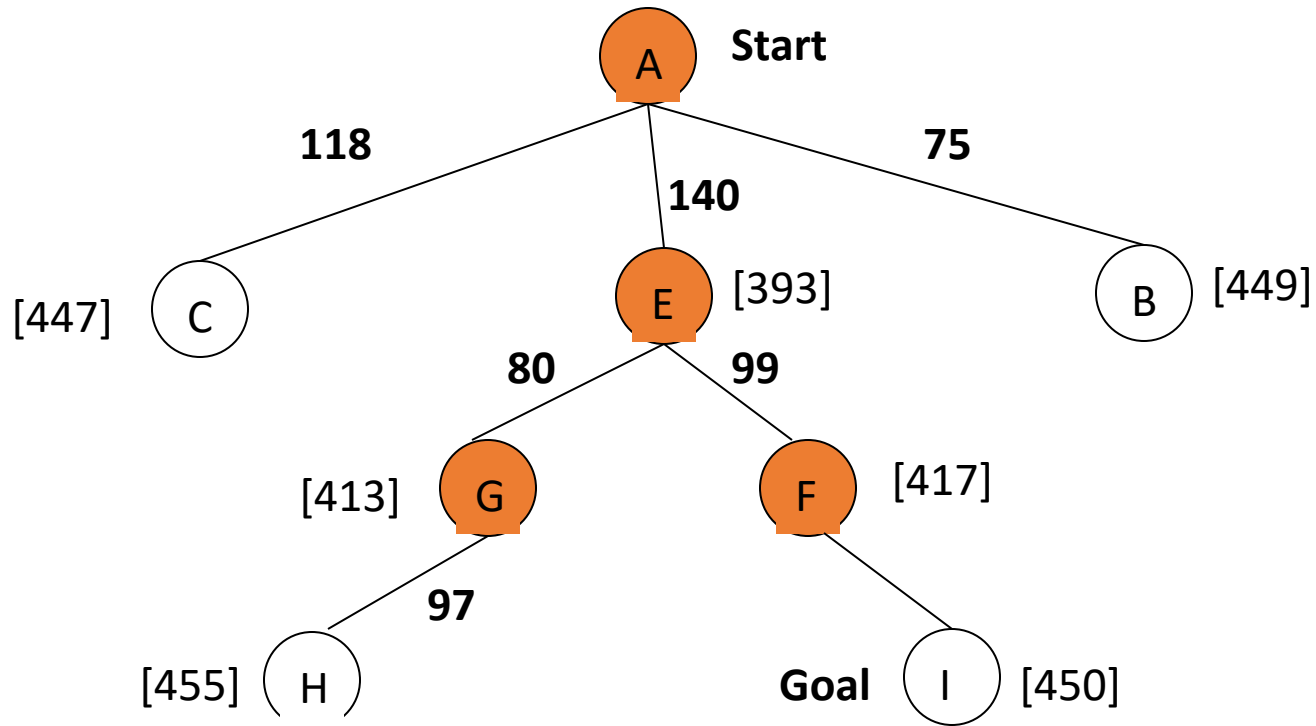 A Start
118
75
140
[447] C
E [393]
B [449]
80
99
[413] G
F [417]
97
[455] H
Goal I [450]